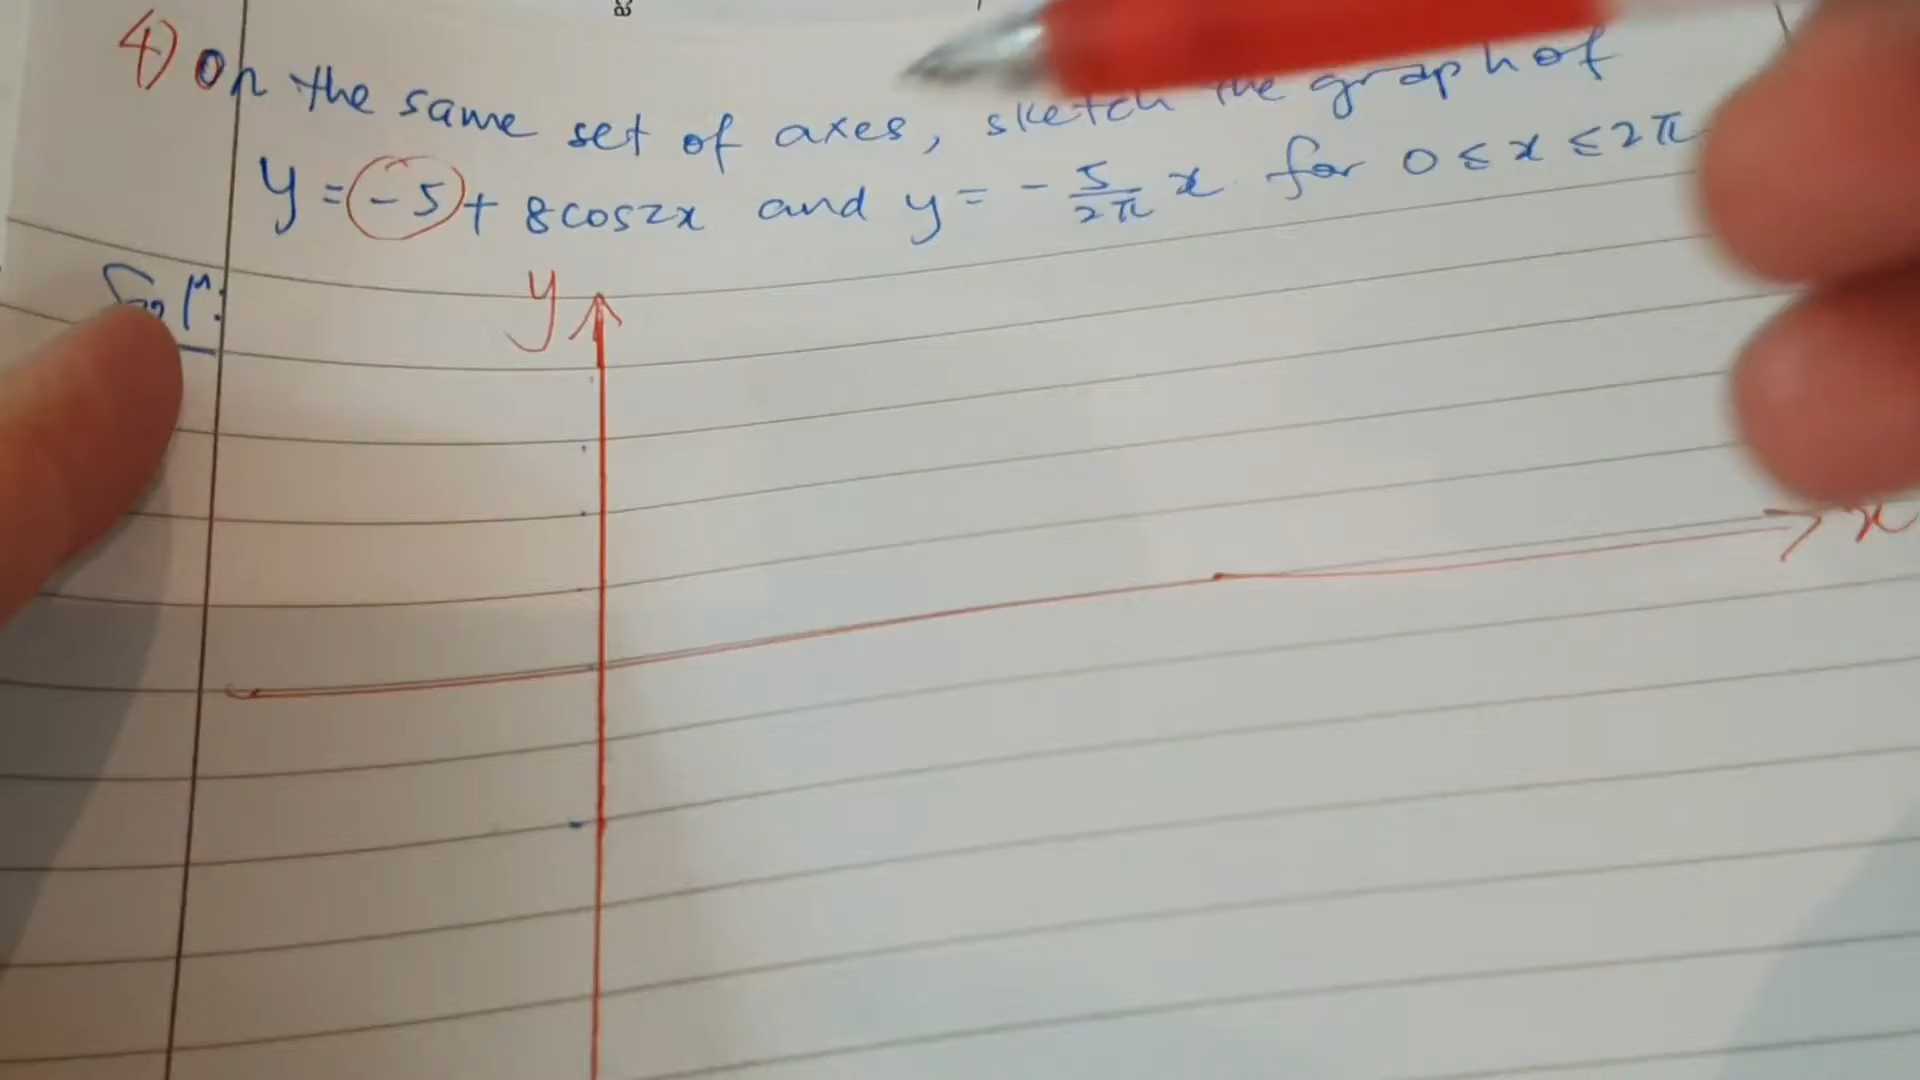 4) On the same set of axes, sketch the graph of
y = -5 + 8cos2x and y = - 5/2π x for 0 ≤ x ≤ 2π
Sol^n:
y
x